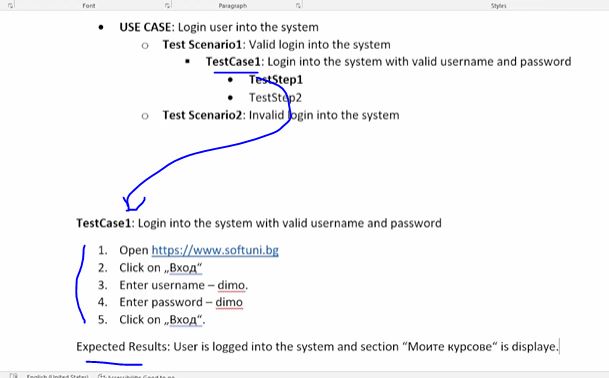 Font Paragraph Styles
• USE CASE: Login user into the system
o Test Scenario1: Valid login into the system
▪ TestCase1: Login into the system with valid username and password
• TestStep1
• TestStep2
o Test Scenario2: Invalid login into the system
TestCase1: Login into the system with valid username and password
1. Open https://www.softuni.bg
2. Click on „Вход“
3. Enter username – dimo.
4. Enter password – dimo
5. Click on „Вход“.
Expected Results: User is logged into the system and section “Моите курсове“ is displaye.
English (United States)